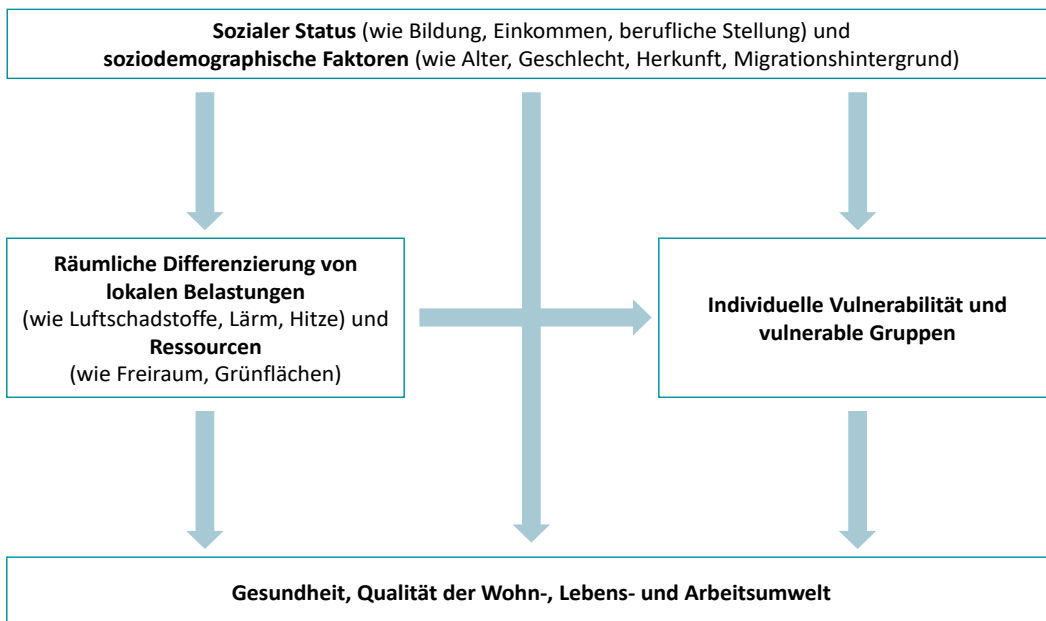 Sozialer Status (wie Bildung, Einkommen, berufliche Stellung) und
soziodemographische Faktoren (wie Alter, Geschlecht, Herkunft, Migrationshintergrund)
Räumliche Differenzierung von
lokalen Belastungen
(wie Luftschadstoffe, Lärm, Hitze) und
Ressourcen
(wie Freiraum, Grünflächen)
Individuelle Vulnerabilität und
vulnerable Gruppen
Gesundheit, Qualität der Wohn-, Lebens- und Arbeitsumwelt